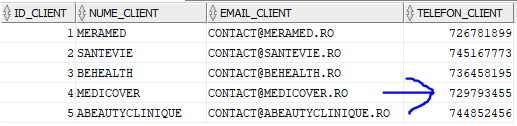 ID_CLIENT NUME_CLIENT EMAIL_CLIENT TELEFON_CLIENT
1 MERAMED CONTACT@MERAMED.RO 726781899
2 SANTEVIE CONTACT@SANTEVIE.RO 745167773
3 BEHEALTH CONTACT@BEHEALTH.RO 736458195
4 MEDICOVER CONTACT@MEDICOVER.RO 729793455
5 ABEAUTYCLINIQUE CONTACT@ABEAUTYCLINIQUE.RO 744852456